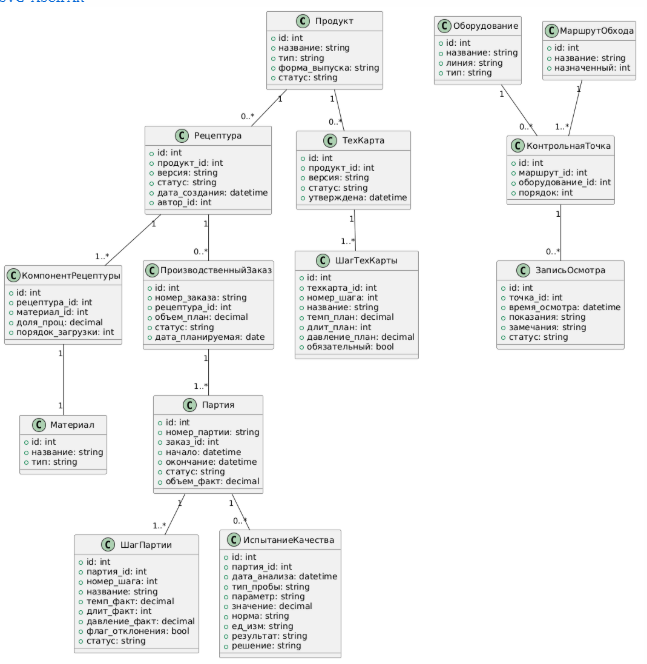 C Продукт
id: int
название: string
тип: string
форма_выпуска: string
статус: string
C Оборудование
id: int
название: string
линия: string
тип: string
C МаршрутОбхода
id: int
название: string
назначенный: int
1
1
1
1
0..*
0..*
0..*
1..*
C Рецептура
id: int
продукт_id: int
версия: string
статус: string
дата_создания: datetime
автор_id: int
C ТехКарта
id: int
продукт_id: int
версия: string
статус: string
утверждена: datetime
C КонтрольнаяТочка
id: int
маршрут_id: int
оборудование_id: int
порядок: int
1
1
1
1
1..*
0..*
1..*
0..*
C КомпонентРецептуры
id: int
рецептура_id: int
материал_id: int
доля_проц: decimal
порядок_загрузки: int
C ПроизводственныйЗаказ
id: int
номер_заказа: string
рецептура_id: int
объем_план: decimal
статус: string
дата_планируемая: date
C ШагТехКарты
id: int
техкарта_id: int
номер_шага: int
название: string
темп_план: decimal
длит_план: int
давление_план: decimal
обязательный: bool
C ЗаписьОсмотра
id: int
точка_id: int
время_осмотра: datetime
показания: string
замечания: string
статус: string
1
1
1
1..*
C Материал
id: int
название: string
тип: string
C Партия
id: int
номер_партии: string
заказ_id: int
начало: datetime
окончание: datetime
статус: string
объем_факт: decimal
1
1
1..*
0..*
C ШагПартии
id: int
партия_id: int
номер_шага: int
название: string
темп_факт: decimal
длит_факт: int
давление_факт: decimal
флаг_отклонения: bool
статус: string
C ИспытаниеКачества
id: int
партия_id: int
дата_анализа: datetime
тип_пробы: string
параметр: string
значение: decimal
норма: string
ед_изм: string
результат: string
решение: string